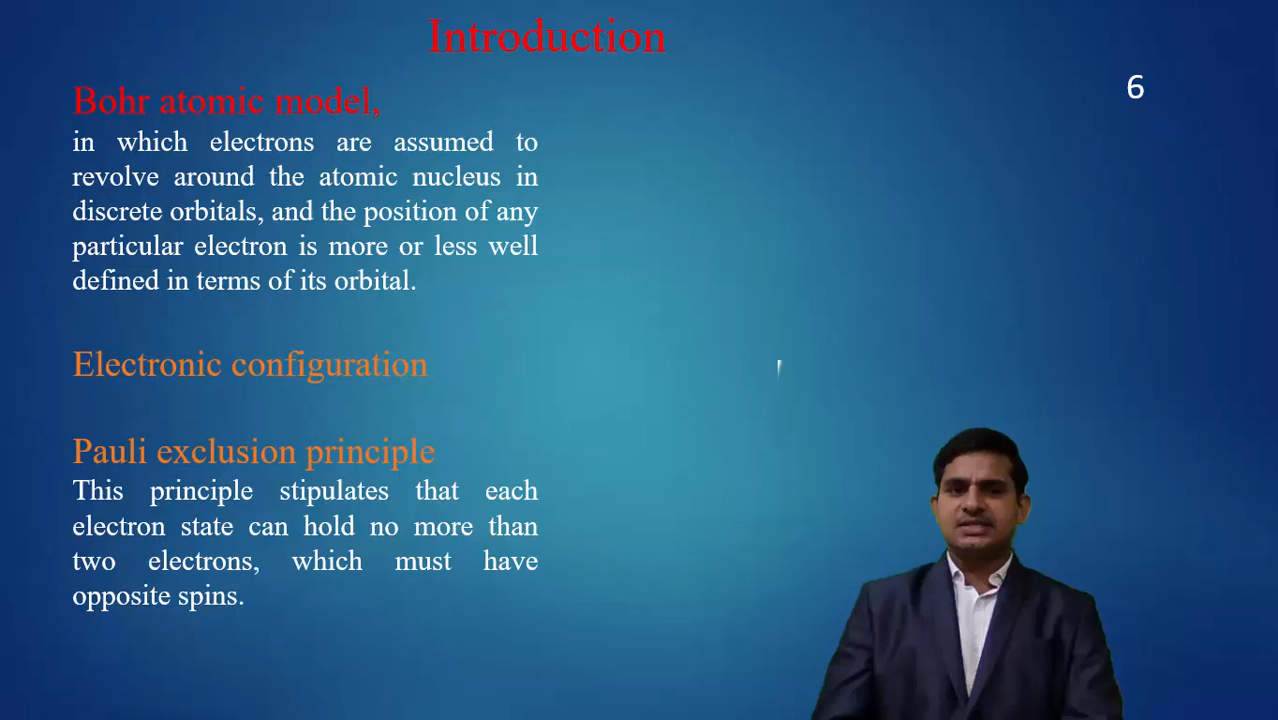 Introduction
6
Bohr atomic model,
in which electrons are assumed to
revolve around the atomic nucleus in
discrete orbitals, and the position of any
particular electron is more or less well
defined in terms of its orbital.
Electronic configuration
Pauli exclusion principle
This principle stipulates that each
electron state can hold no more than
two electrons, which must have
opposite spins.